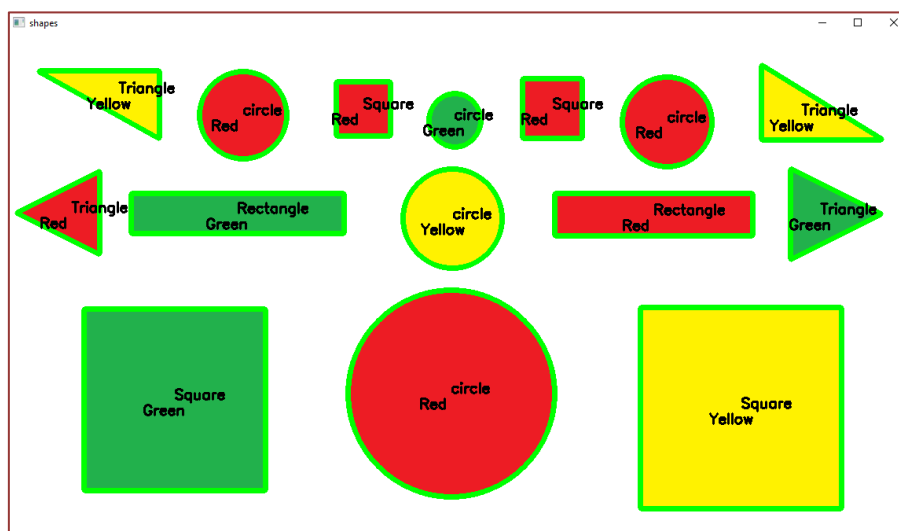 shapes
Triangle
Yellow
circle
Red
Square
Red
circle
Green
Square
Red
circle
Red
Triangle
Yellow
Triangle
Red
Rectangle
Green
circle
Yellow
Rectangle
Red
Triangle
Green
Square
Green
circle
Red
Square
Yellow